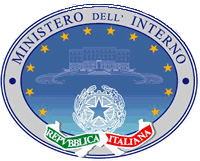 MINISTERO DELL' INTERNO
REPVBBLICA ITALIANA